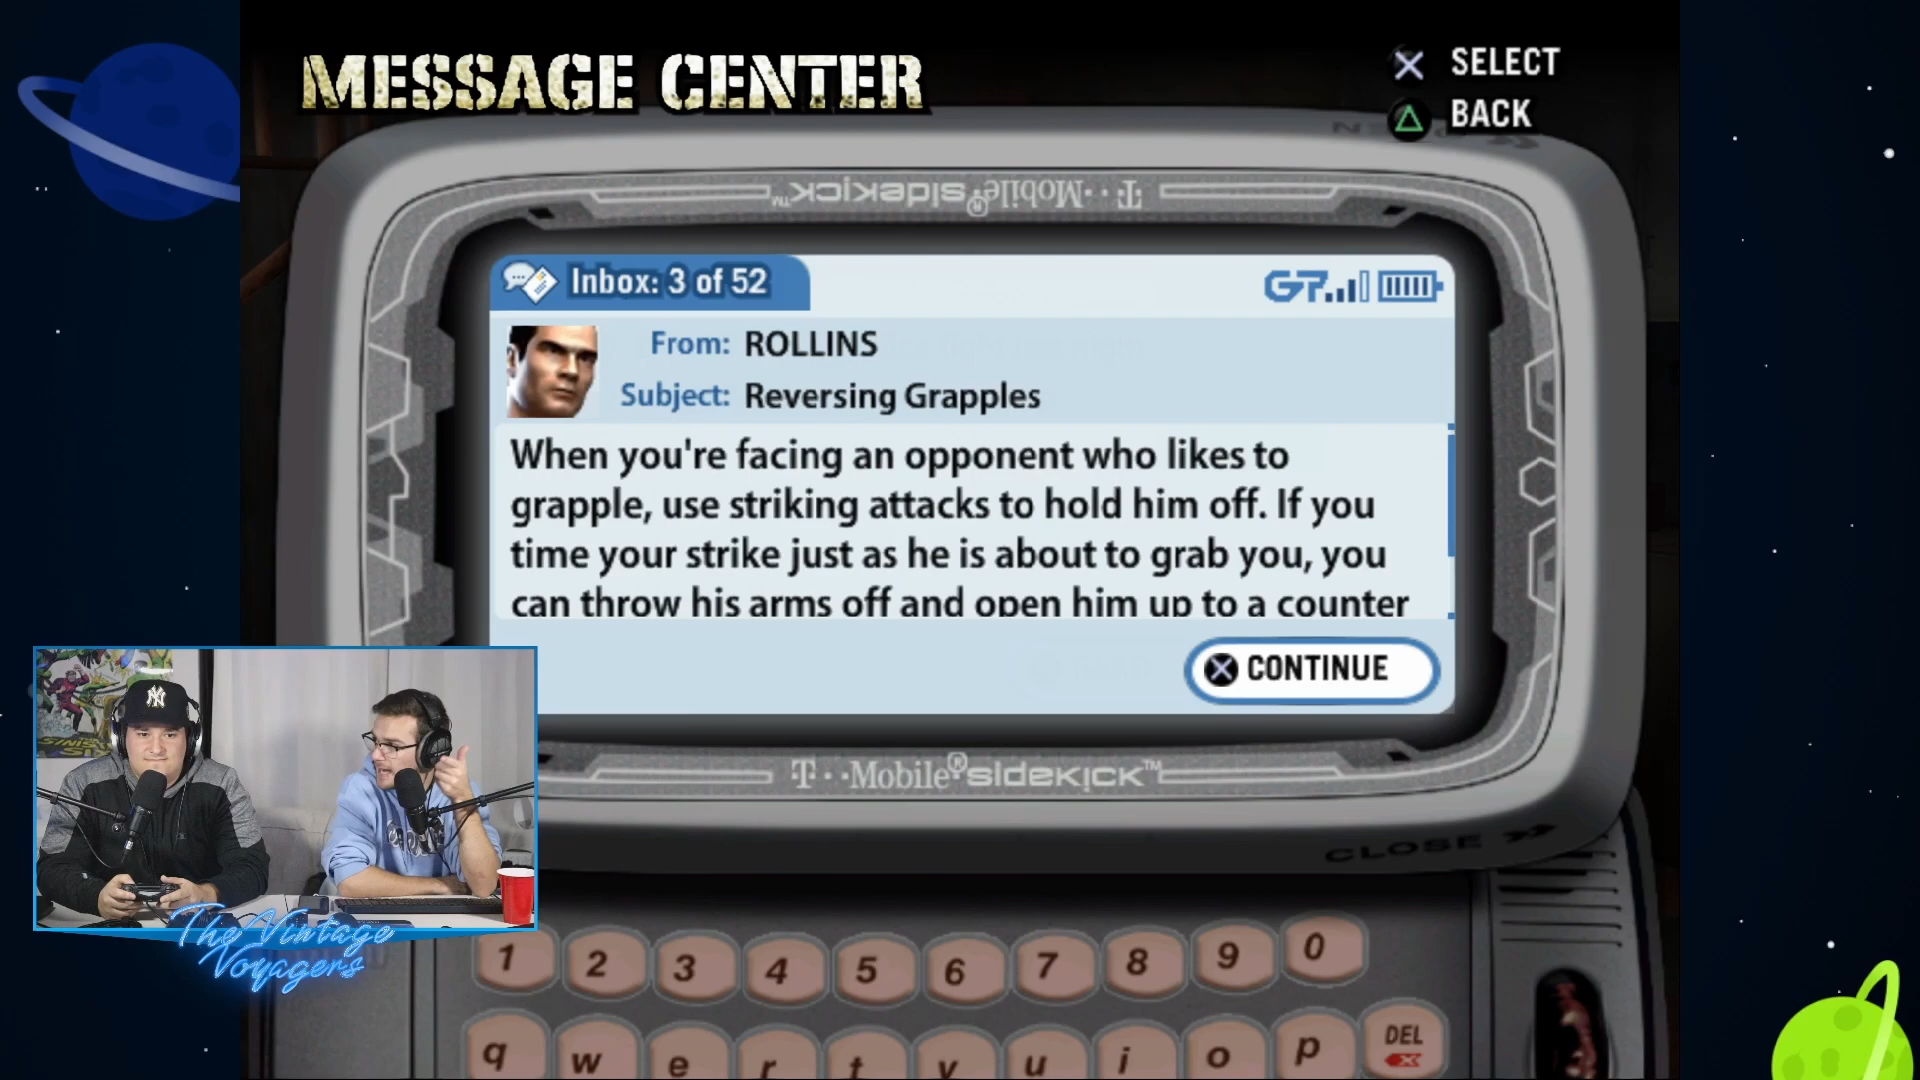 MESSAGE CENTER
SELECT
BACK
T··Mobile® sidekick™
Inbox: 3 of 52
From: ROLLINS
Subject: Reversing Grapples
When you're facing an opponent who likes to
grapple, use striking attacks to hold him off. If you
time your strike just as he is about to grab you, you
can throw his arms off and open him up to a counter
CONTINUE
T··Mobile® sidekick™
CLOSE
The Vintage
Voyagers
1 2 3 4 5 6 7 8 9 0
q w e r t y u i o p DEL